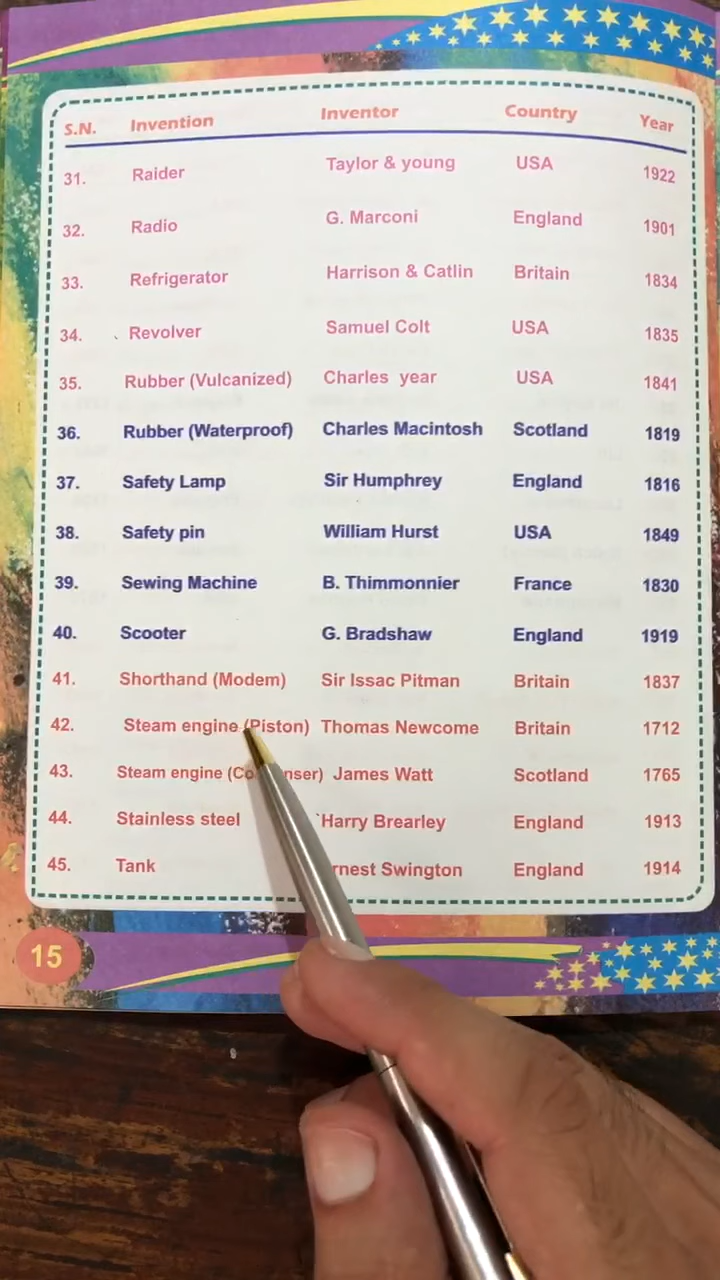 S.N. Invention Inventor Country Year
31. Raider Taylor & young USA 1922
32. Radio G. Marconi England 1901
33. Refrigerator Harrison & Catlin Britain 1834
34. Revolver Samuel Colt USA 1835
35. Rubber (Vulcanized) Charles year USA 1841
36. Rubber (Waterproof) Charles Macintosh Scotland 1819
37. Safety Lamp Sir Humphrey England 1816
38. Safety pin William Hurst USA 1849
39. Sewing Machine B. Thimmonnier France 1830
40. Scooter G. Bradshaw England 1919
41. Shorthand (Modem) Sir Issac Pitman Britain 1837
42. Steam engine (Piston) Thomas Newcome Britain 1712
43. Steam engine James Watt Scotland 1765
44. Stainless steel Harry Brearley England 1913
45. Tank Swington England 1914
15